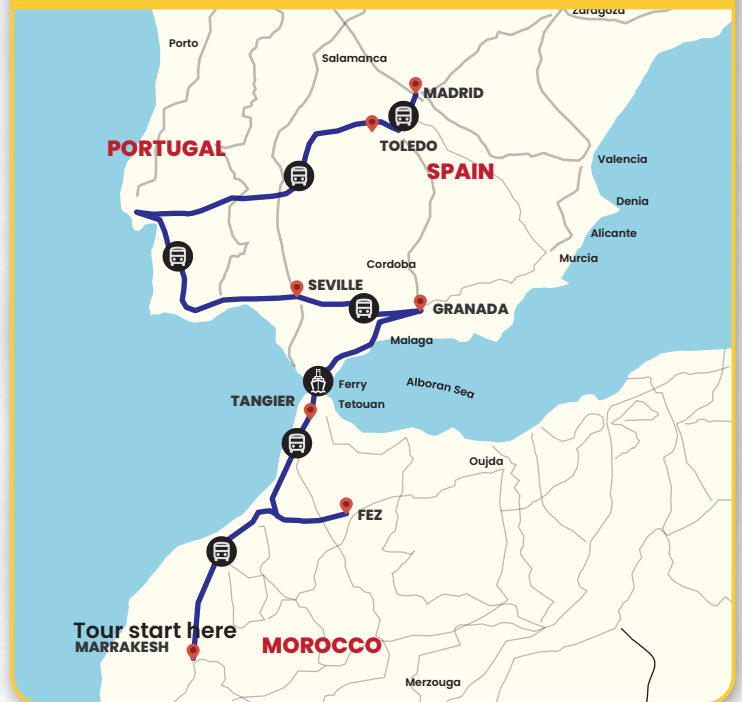 Zaragoza
Porto
Salamanca
MADRID
TOLEDO
PORTUGAL
SPAIN
Valencia
Denia
Alicante
Murcia
Cordoba
SEVILLE
GRANADA
Malaga
Ferry
Alboran Sea
TANGIER
Tetouan
Oujda
FEZ
Tour start here
MARRAKESH
MOROCCO
Merzouga